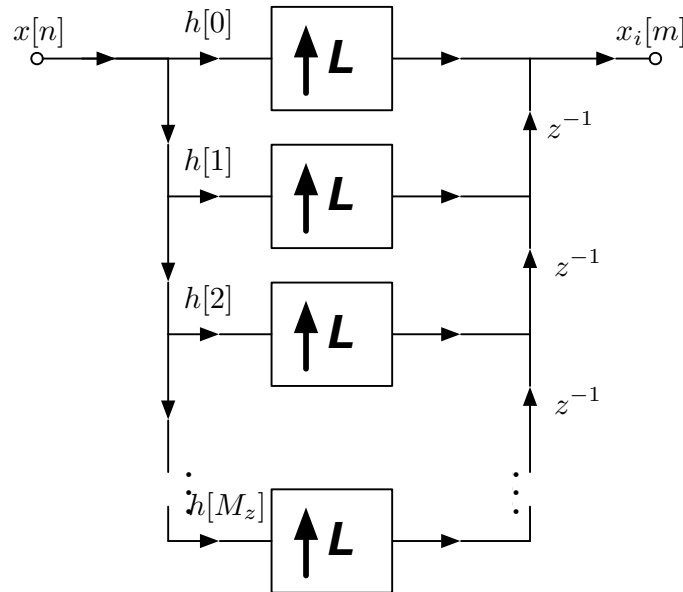 x[n] h[0] L x_i[m]
z^{-1}
h[1] L
z^{-1}
h[2] L
z^{-1}
h[M_z] L